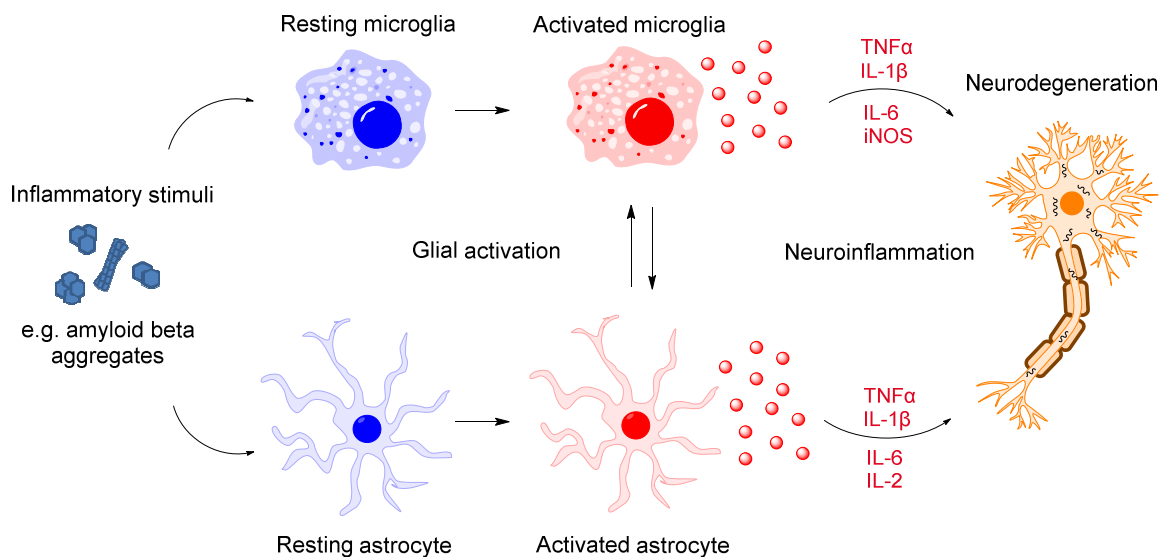 Resting microglia
Activated microglia
TNFα
IL-1β
IL-6
iNOS
Neurodegeneration
Inflammatory stimuli
e.g. amyloid beta
aggregates
Glial activation
Neuroinflammation
TNFα
IL-1β
IL-6
IL-2
Resting astrocyte
Activated astrocyte